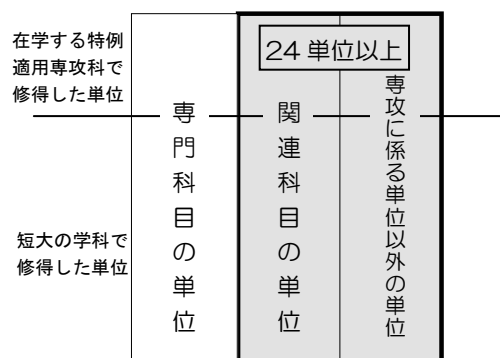 在学する特例
適用専攻科で
修得した単位
24 単位以上
専門科目の単位
関連科目の単位
専攻に係る単位以外の単位
短大の学科で
修得した単位